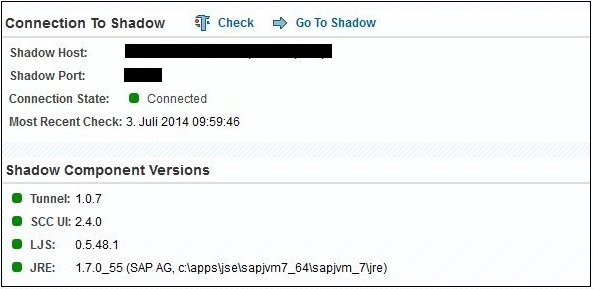 Connection To Shadow Check Go To Shadow
Shadow Host:
Shadow Port:
Connection State: Connected
Most Recent Check: 3. Juli 2014 09:59:46
Shadow Component Versions
Tunnel: 1.0.7
SCC UI: 2.4.0
LJS: 0.5.48.1
JRE: 1.7.0_55 (SAP AG, c:\apps\jse\sapjvm7_64\sapjvm_7\jre)